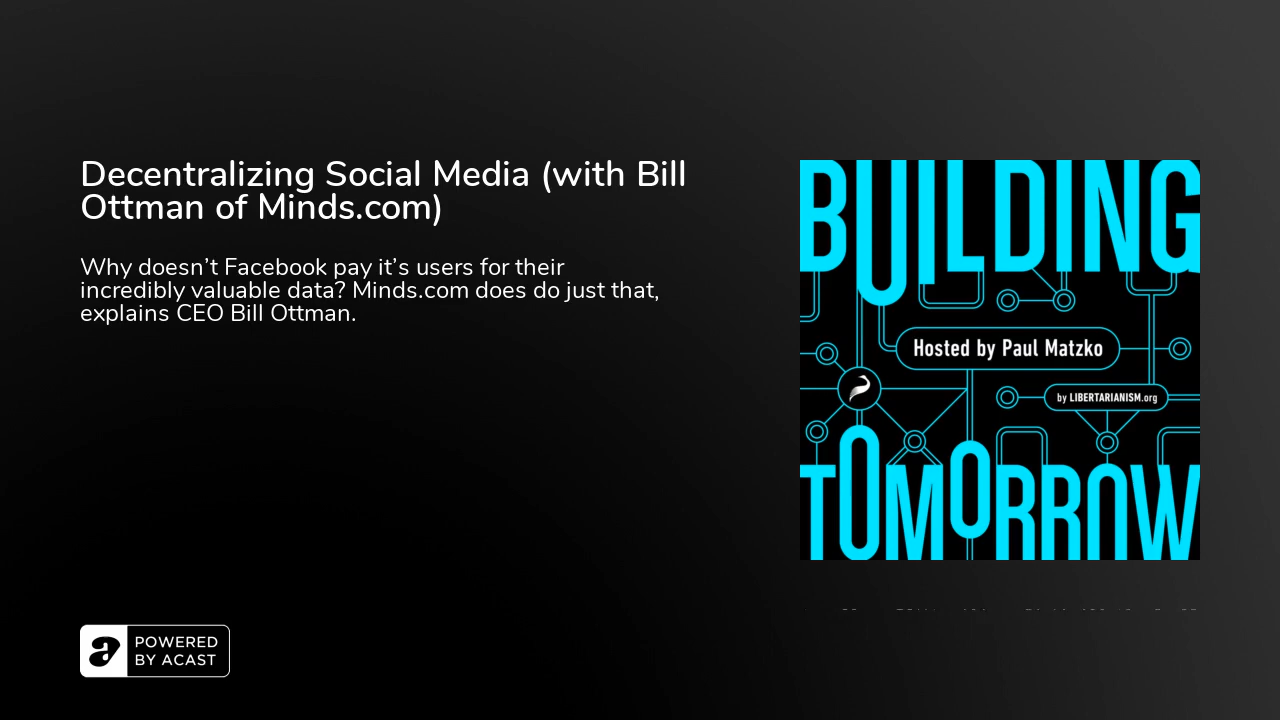 Decentralizing Social Media (with Bill
Ottman of Minds.com)
Why doesn’t Facebook pay it’s users for their
incredibly valuable data? Minds.com does do just that,
explains CEO Bill Ottman.
BUILDING
Hosted by Paul Matzko
by LIBERTARIANISM.org
TOMORROW
POWERED
BY ACAST